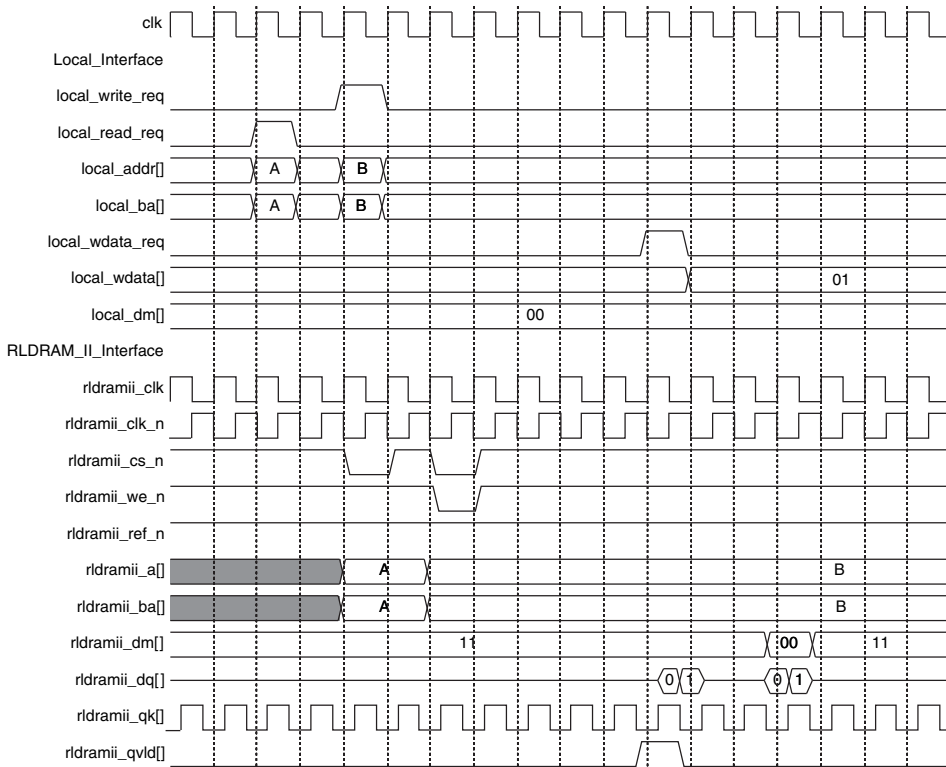 clk
Local_Interface
local_write_req
local_read_req
local_addr[] A B
local_ba[] A B
local_wdata_req
local_wdata[] 01
local_dm[] 00
RLDRAM_II_Interface
rldramii_clk
rldramii_clk_n
rldramii_cs_n
rldramii_we_n
rldramii_ref_n
rldramii_a[] A B
rldramii_ba[] A B
rldramii_dm[] 11 00 11
rldramii_dq[] 0 1 0 1
rldramii_qk[]
rldramii_qvld[]